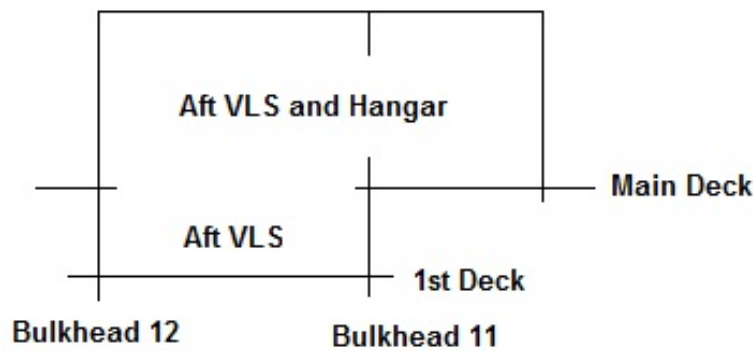 Aft VLS and Hangar
Main Deck
Aft VLS
1st Deck
Bulkhead 12
Bulkhead 11